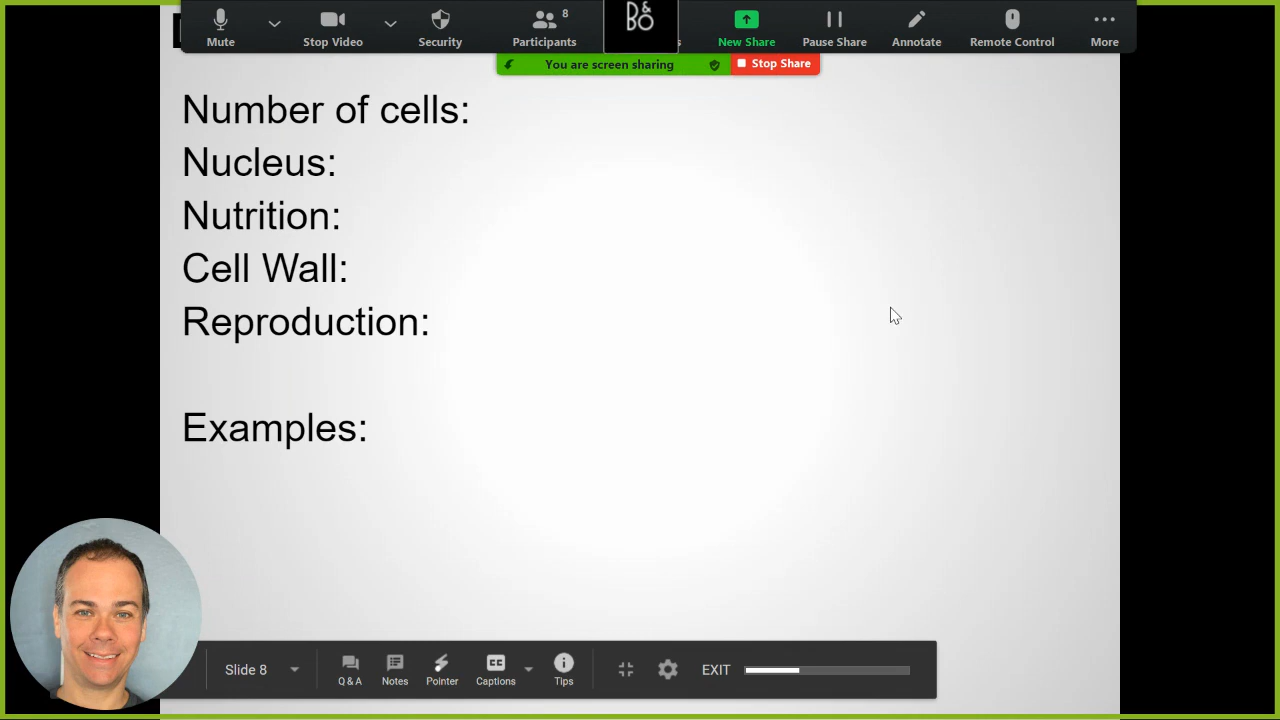 8
Mute
Stop Video
Security
Participants
B&O
New Share
Pause Share
Annotate
Remote Control
More
You are screen sharing
Stop Share
Number of cells:
Nucleus:
Nutrition:
Cell Wall:
Reproduction:
Examples:
Slide 8
Q & A
Notes
Pointer
CC
Captions
Tips
EXIT